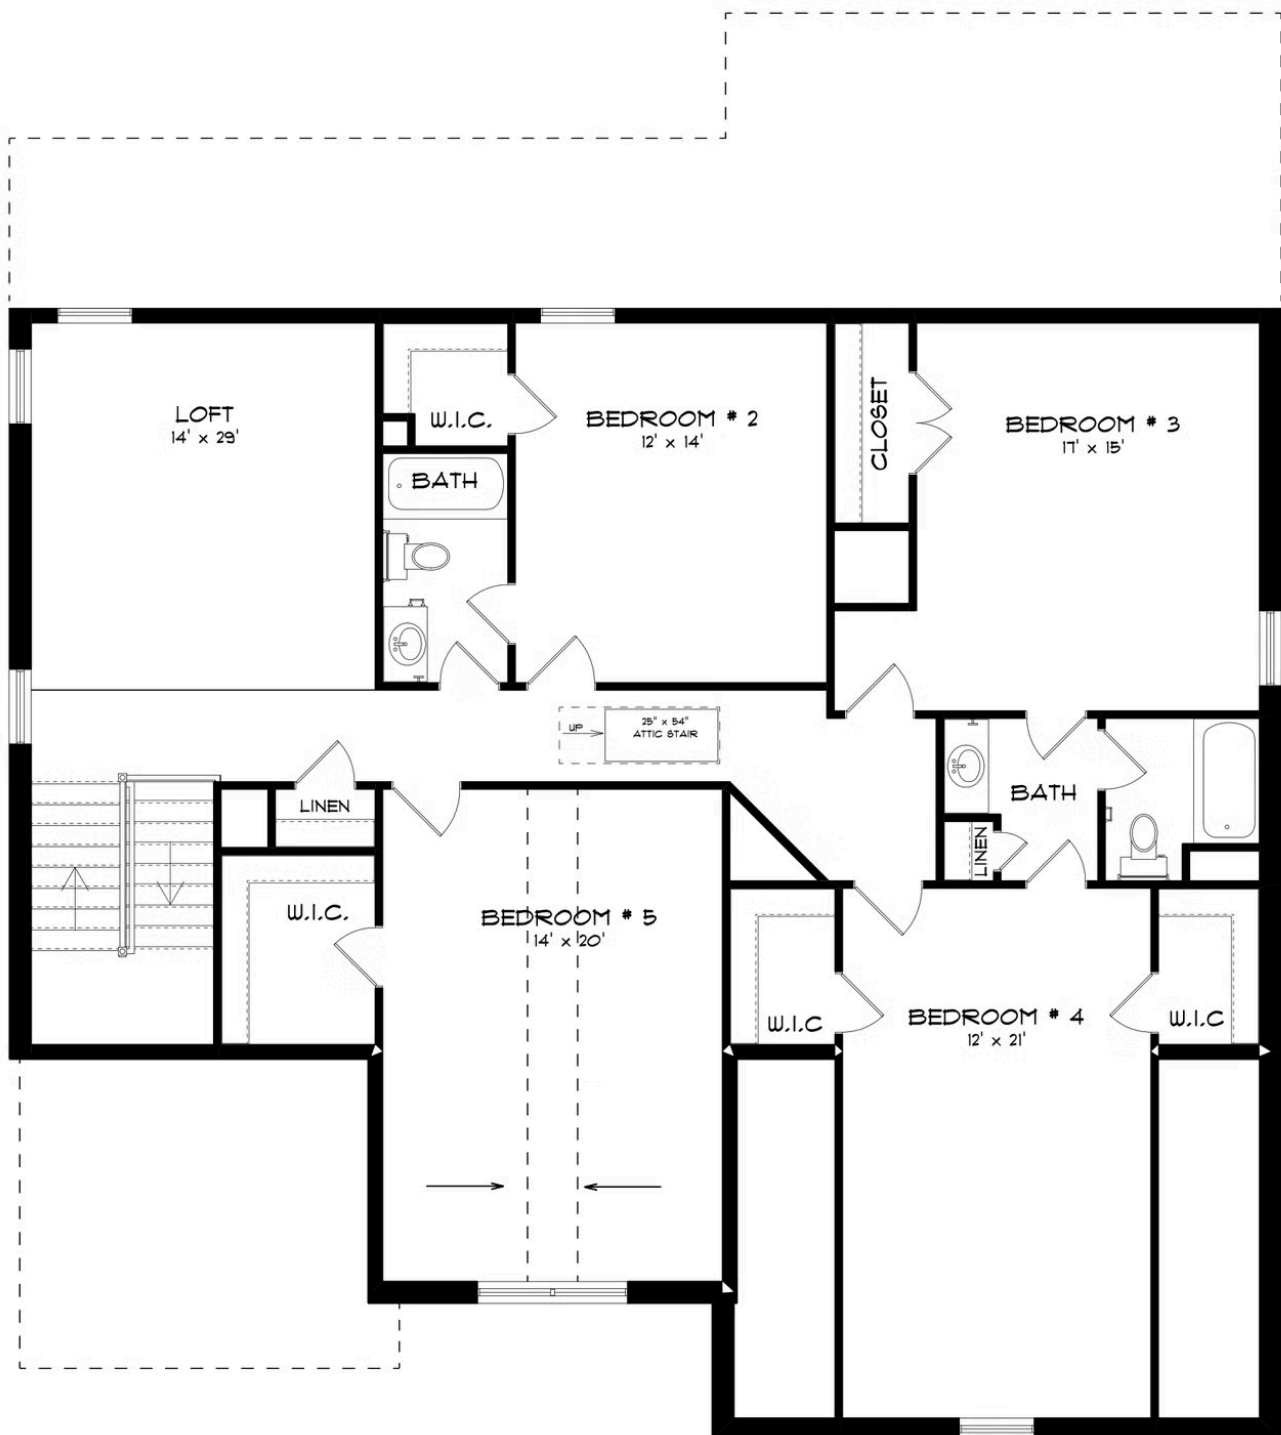 LOFT
14' x 29'
W.I.C.
BEDROOM # 2
12' x 14'
CLOSET
BEDROOM # 3
17' x 15'
BATH
UP
25" x 54"
ATTIC STAIR
LINEN
BATH
LINEN
W.I.C.
BEDROOM # 5
14' x 20'
W.I.C
BEDROOM # 4
12' x 21'
W.I.C